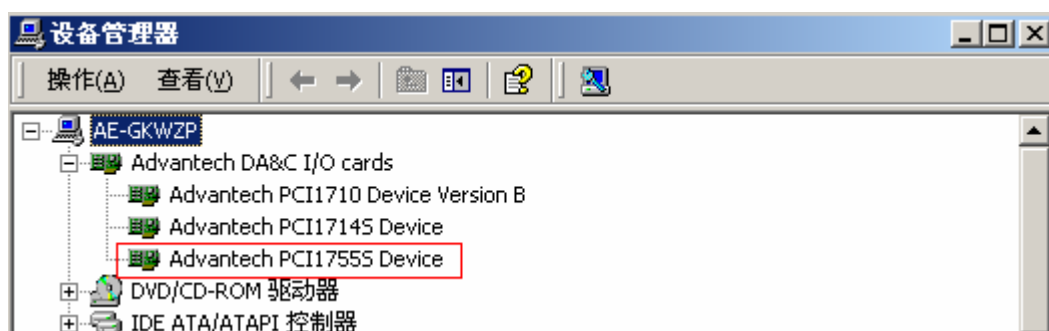 设备管理器
操作(A) 查看(V)
AE-GKWZP
Advantech DA&C I/O cards
Advantech PCI1710 Device Version B
Advantech PCI1714S Device
Advantech PCI1755S Device
DVD/CD-ROM 驱动器
IDE ATA/ATAPI 控制器